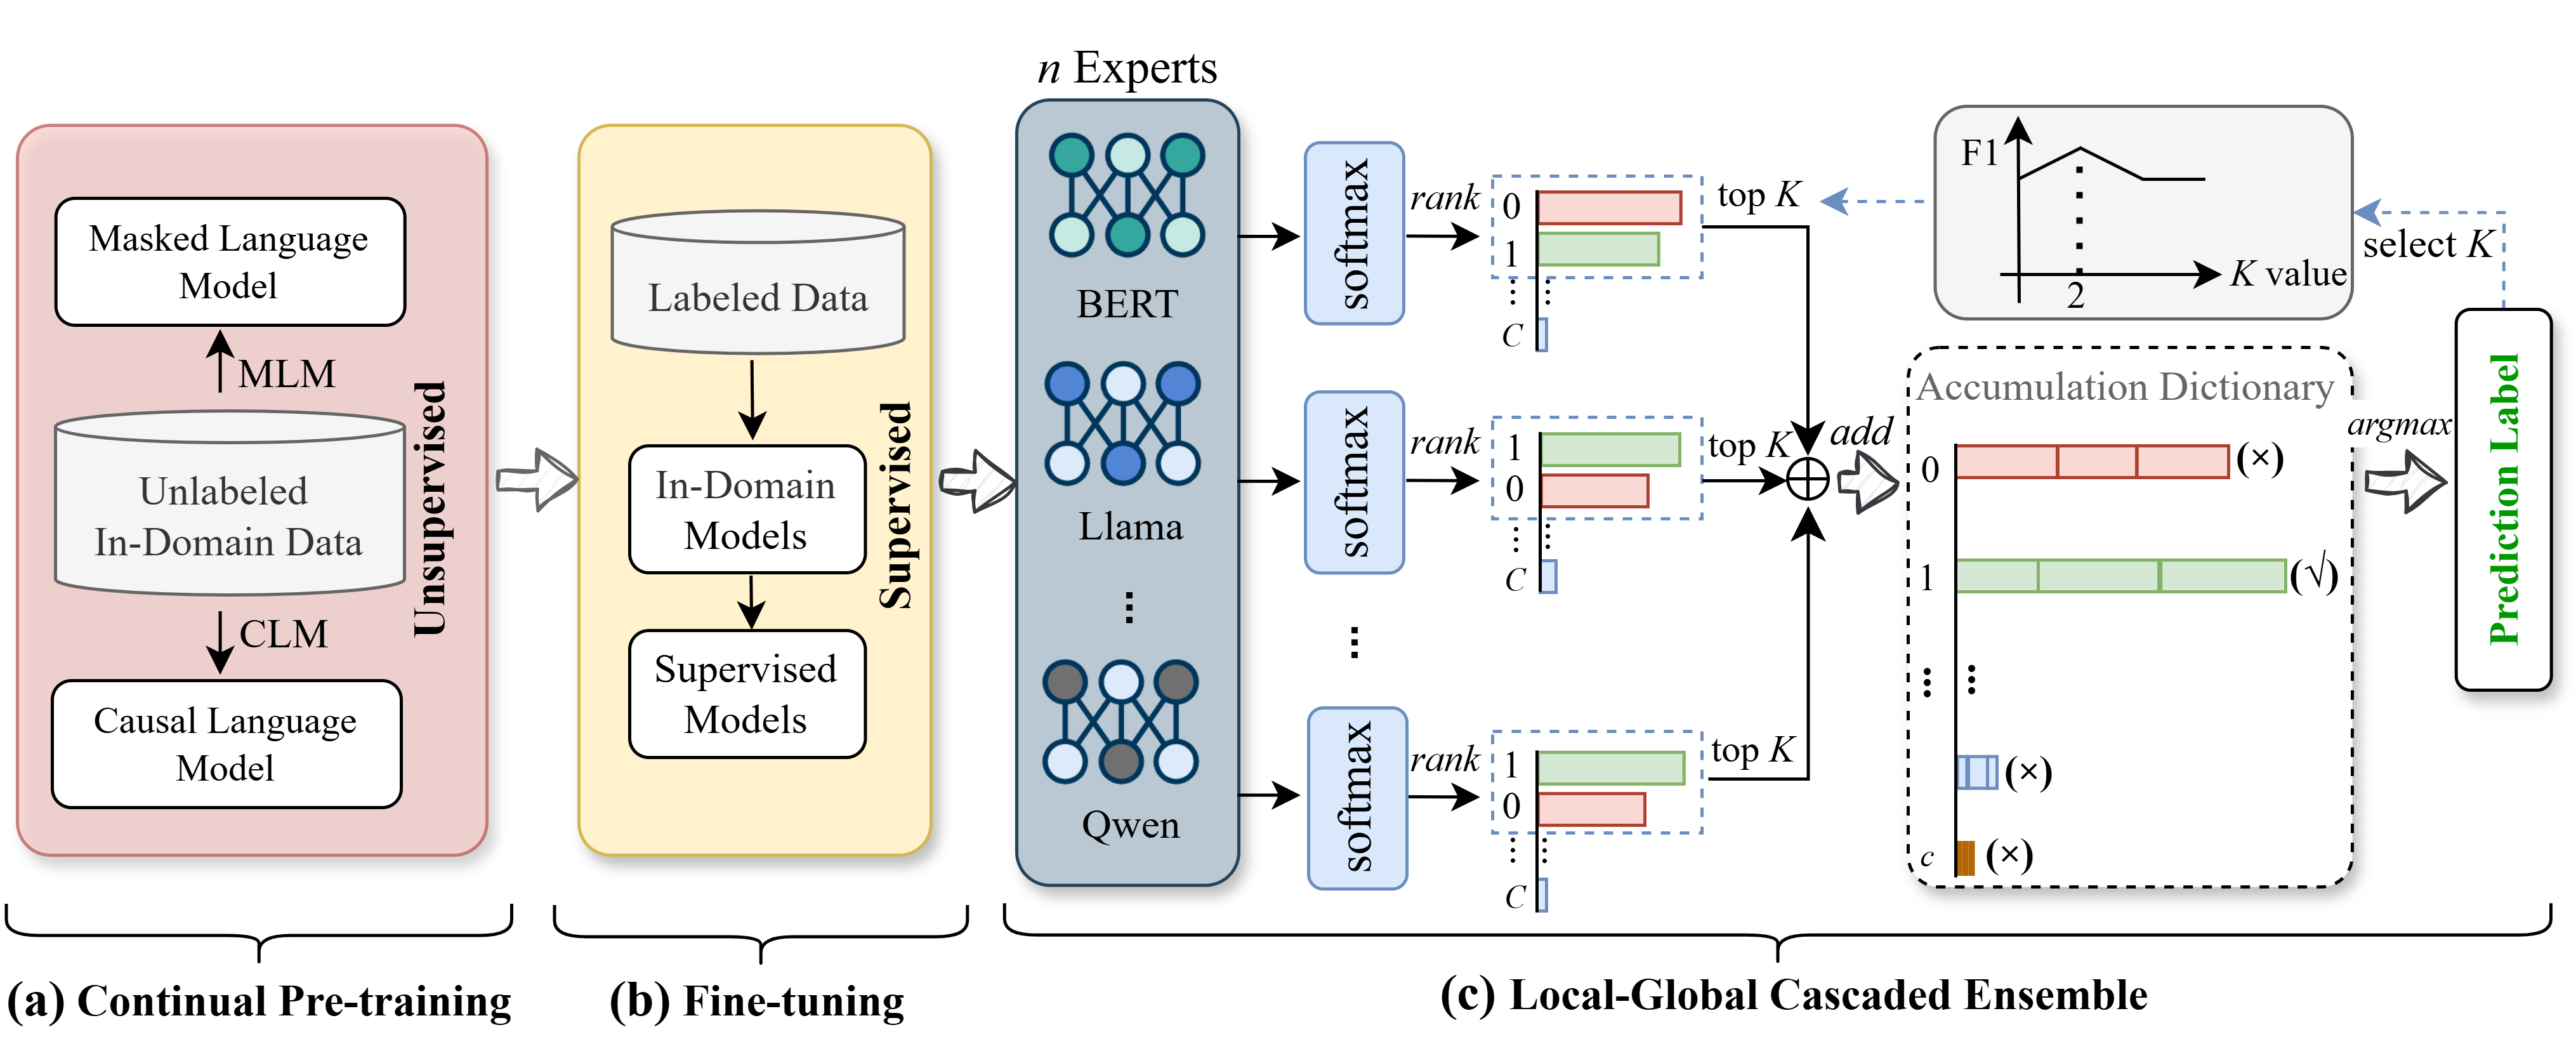 Masked Language
Model
MLM
Unlabeled
In-Domain Data
CLM
Causal Language
Model
Unsupervised
(a) Continual Pre-training
Labeled Data
In-Domain
Models
Supervised
Models
Supervised
(b) Fine-tuning
n Experts
BERT
Llama
...
Qwen
softmax
rank
0
1
C
top K
softmax
rank
1
0
C
top K
...
softmax
rank
1
0
C
top K
add
F1
2
K value
select K
Accumulation Dictionary
0 (×)
1 (√)
(×)
c (×)
argmax
Prediction Label
(c) Local-Global Cascaded Ensemble